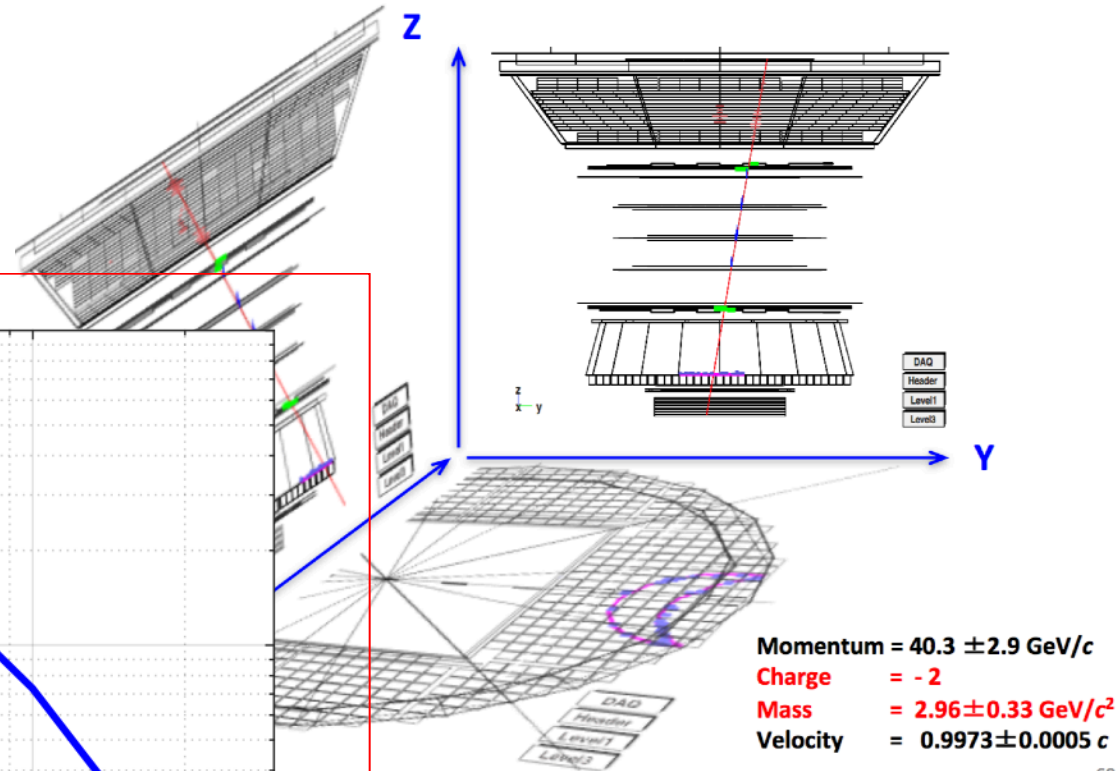 Z
DAQ
Header
Level1
Level3
z
x y
DAQ
Header
Level1
Level3
Y
DAQ
Header
Level1
Level3
Momentum = 40.3 ±2.9 GeV/c
Charge = - 2
Mass = 2.96±0.33 GeV/c²
Velocity = 0.9973±0.0005 c